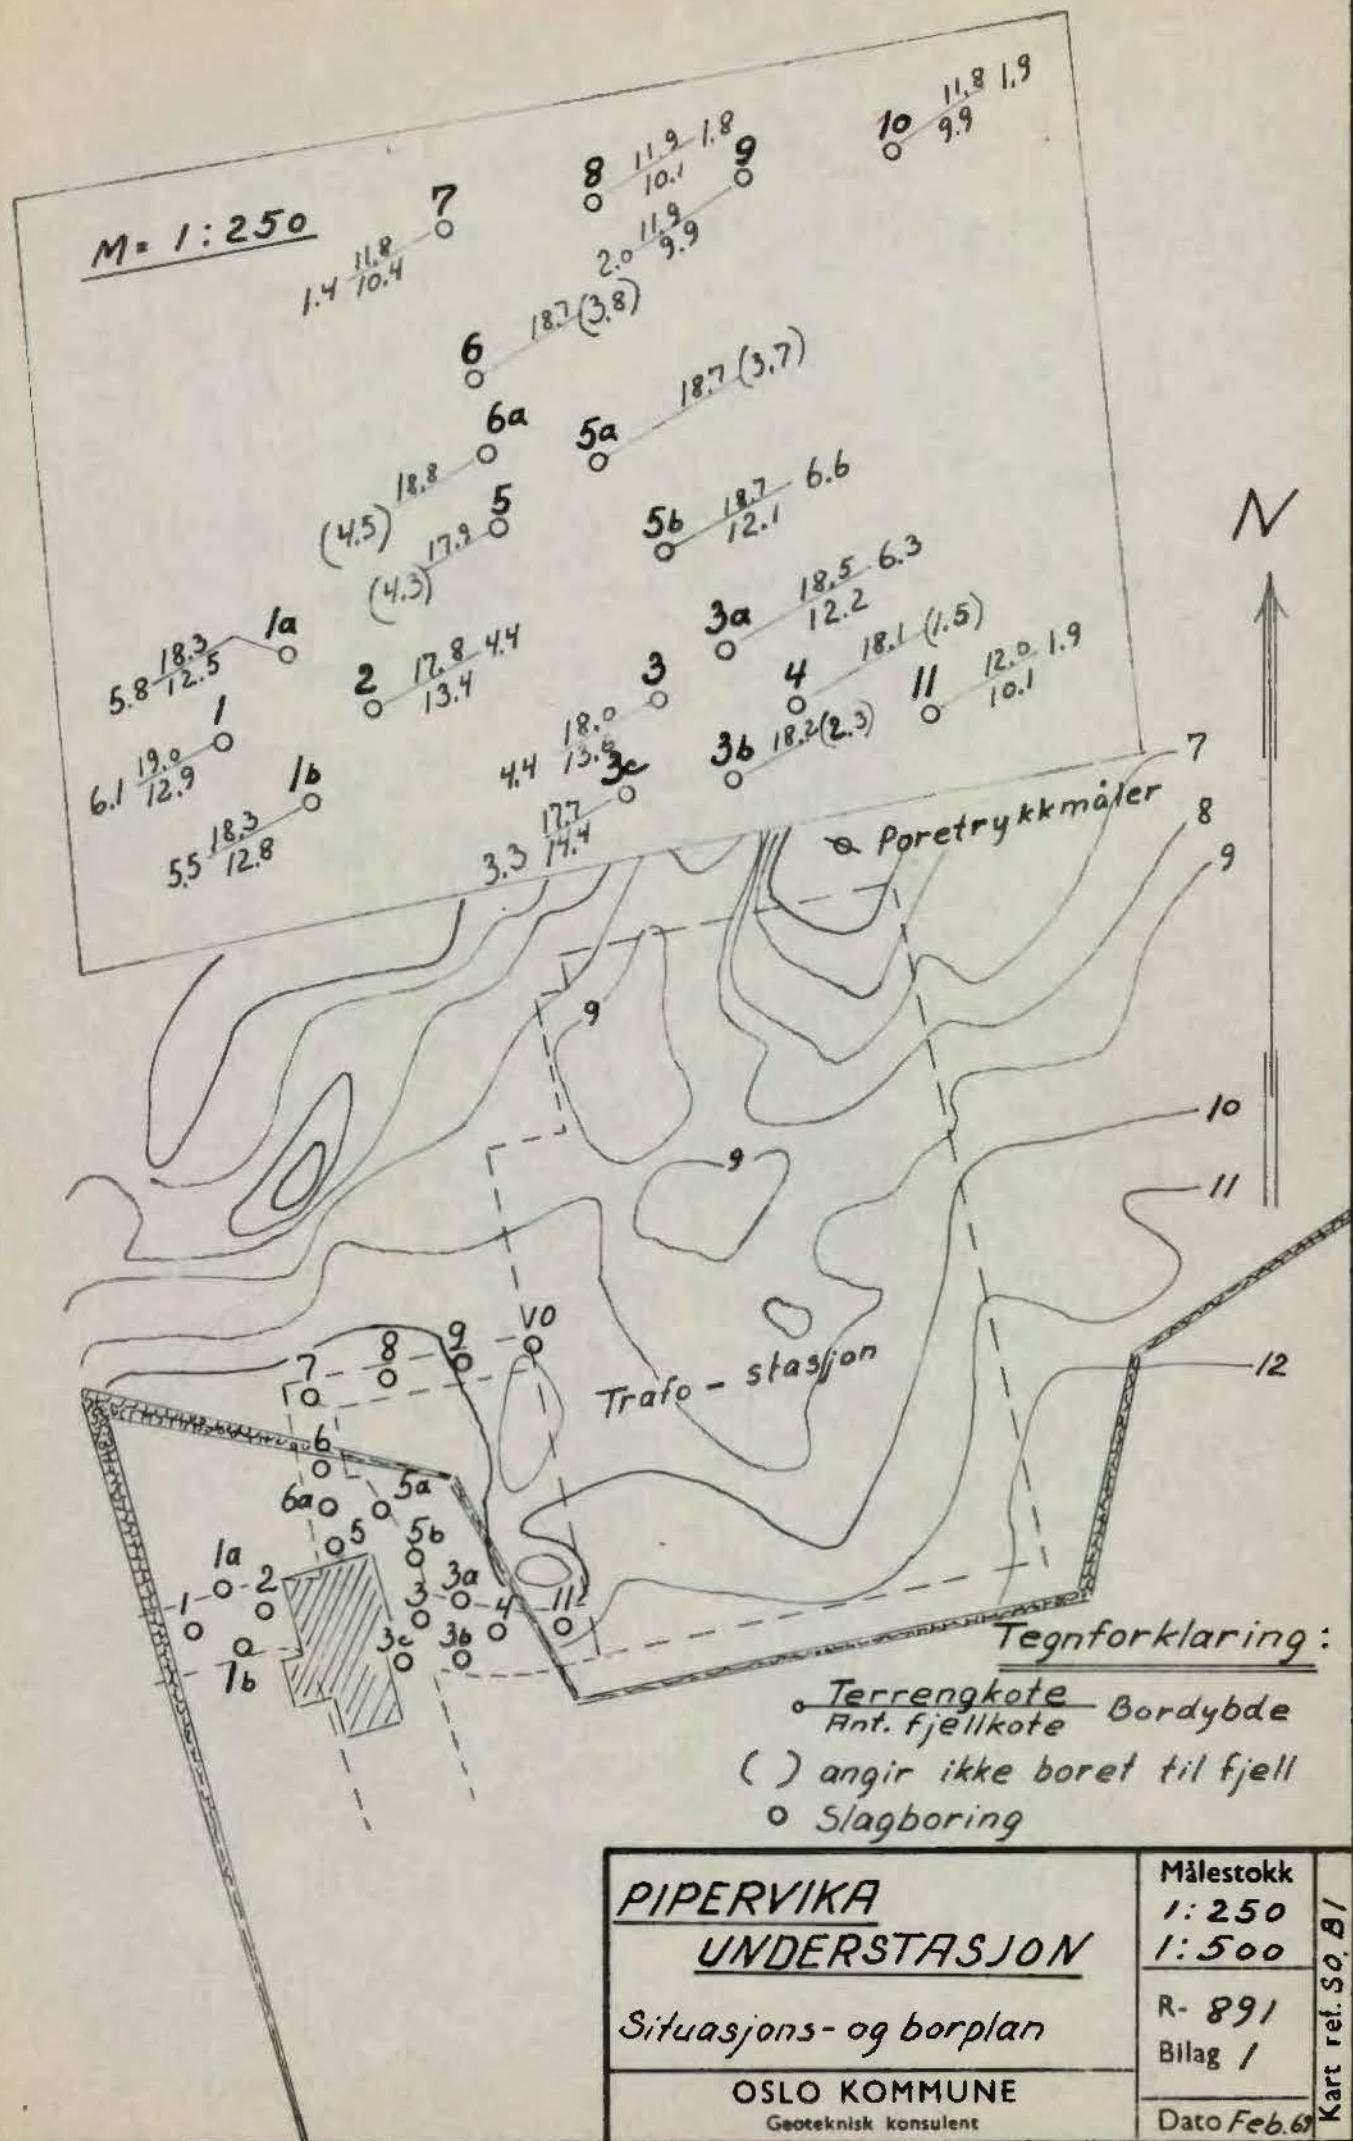 M= 1:250
7
11.8
1.4 10.4
8
11.9 1.8
10.1
9
11.9
2.0 9.9
10
11.8 1.9
9.9
6
18.7 (3.8)
6a
18.8
(4.5)
5a
18.7 (3.7)
5
17.9
(4.3)
5b
18.7 6.6
12.1
3a
18.5 6.3
12.2
1a
18.3
5.8 12.5
2
17.8 4.4
13.4
3
18.0
4.4 13.6
4
18.1 (1.5)
11
12.0 1.9
10.1
1
19.0
6.1 12.9
1b
18.3
5.5 12.8
3c
17.7
3.3 14.4
3b
18.2 (2.3)
N
Poretrykkmåler
7
8
9
9
9
10
11
12
7
8
9
10
Trafo - stasjon
6
6a
5a
5
5b
1a
2
1
1b
3
3a
3c
3b
4
11
Tegnforklaring:
Terrengkote
Ant. fjellkote
Bordybde
( ) angir ikke boret til fjell
o Slagboring
PIPERVIKA
UNDERSTASJON
Situasjons- og borplan
OSLO KOMMUNE
Geoteknisk konsulent
Målestokk
1:250
1:500
R- 891
Bilag 1
Dato Feb. 69
Kart ref. SO, B1